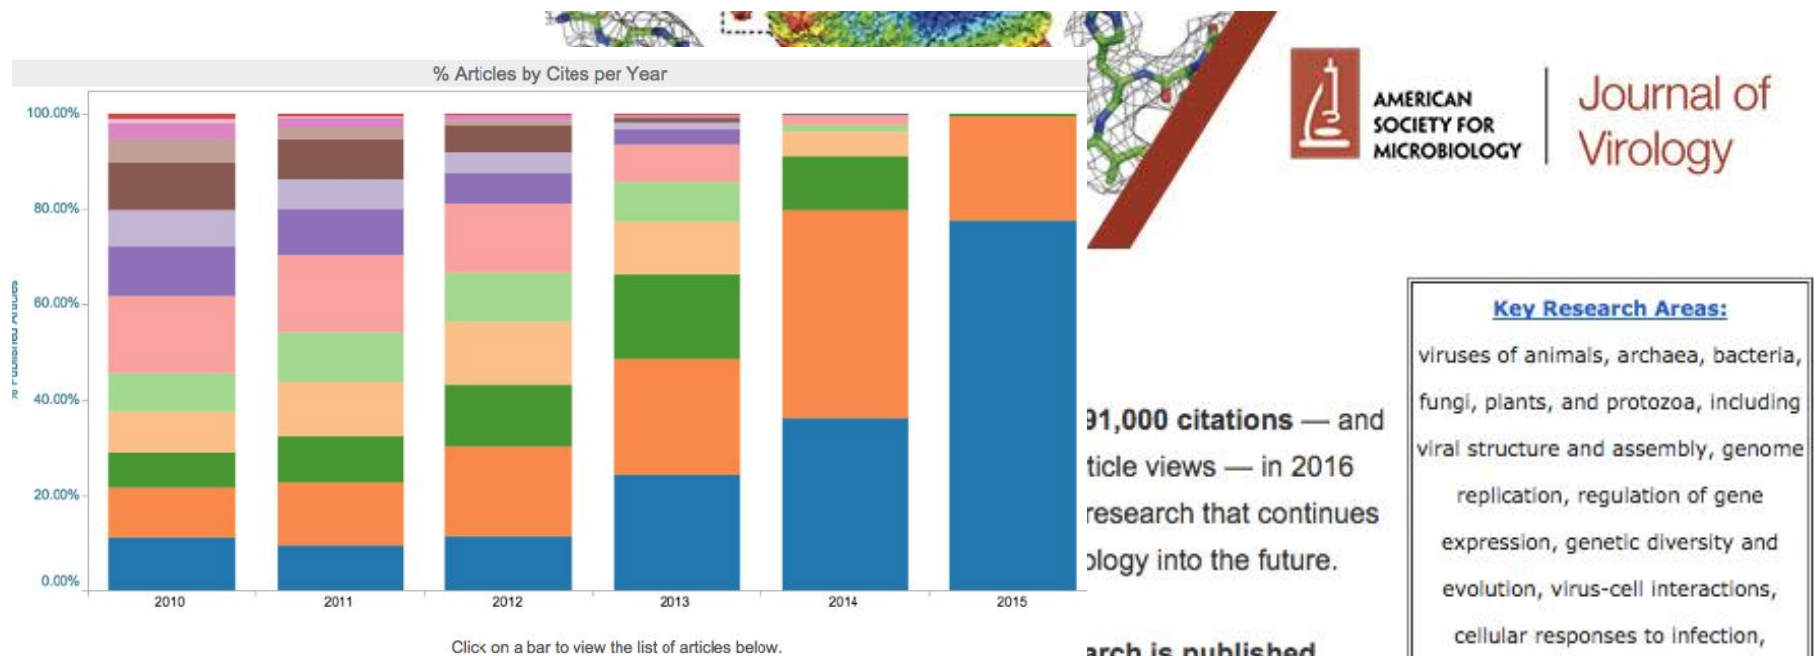 % Articles by Cites per Year
100.00%
80.00%
60.00%
40.00%
20.00%
0.00%
2010 2011 2012 2013 2014 2015
Click on a bar to view the list of articles below.
AMERICAN
SOCIETY FOR
MICROBIOLOGY
Journal of
Virology
91,000 citations — and
ticle views — in 2016
research that continues
ology into the future.
arch is published
Key Research Areas:
viruses of animals, archaea, bacteria,
fungi, plants, and protozoa, including
viral structure and assembly, genome
replication, regulation of gene
expression, genetic diversity and
evolution, virus-cell interactions,
cellular responses to infection,